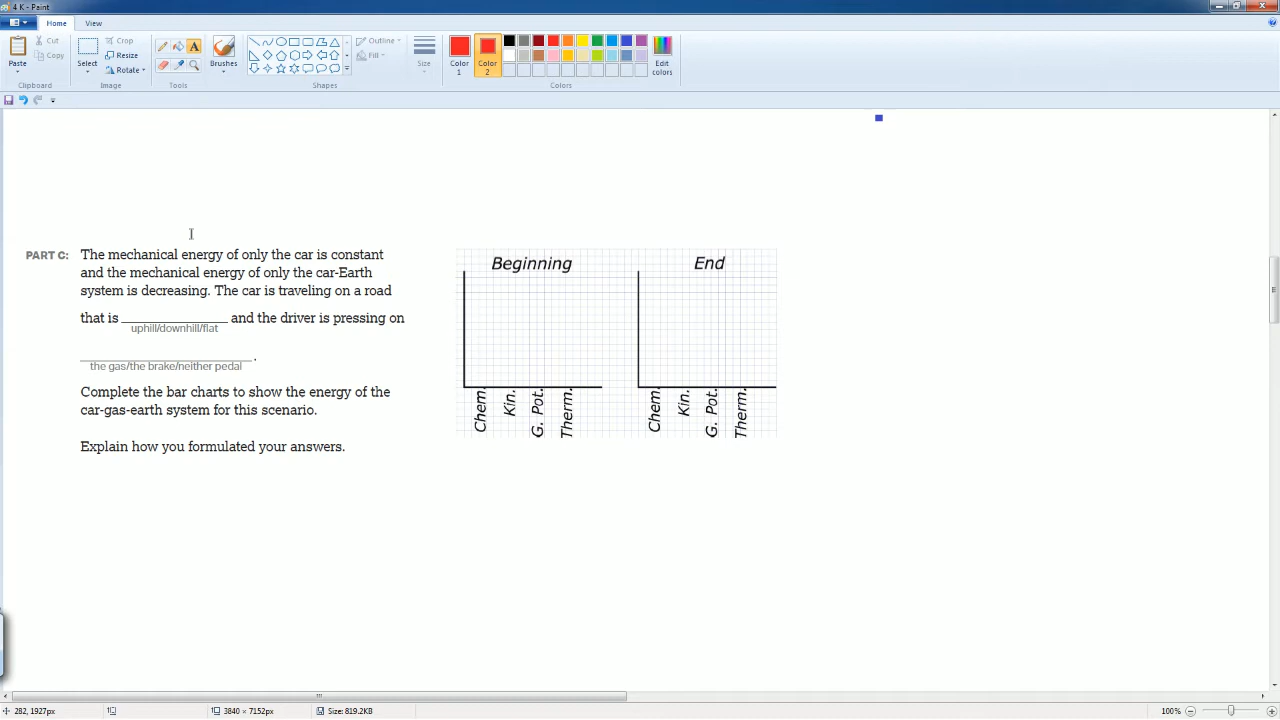 4 K - Paint
Home
View
Paste
Cut
Copy
Clipboard
Select
Crop
Resize
Rotate
Image
A
Tools
Brushes
Outline
Fill
Shapes
Size
Color 1
Color 2
Edit colors
Colors
PART C: The mechanical energy of only the car is constant
and the mechanical energy of only the car-Earth
system is decreasing. The car is traveling on a road
that is ____________ and the driver is pressing on
uphill/downhill/flat
____________________.
the gas/the brake/neither pedal
Complete the bar charts to show the energy of the
car-gas-earth system for this scenario.
Explain how you formulated your answers.
Beginning
Chem.
Kin.
G. Pot.
Therm.
End
Chem.
Kin.
G. Pot.
Therm.
282, 1927px
3840 × 7152px
Size: 819.2KB
100%